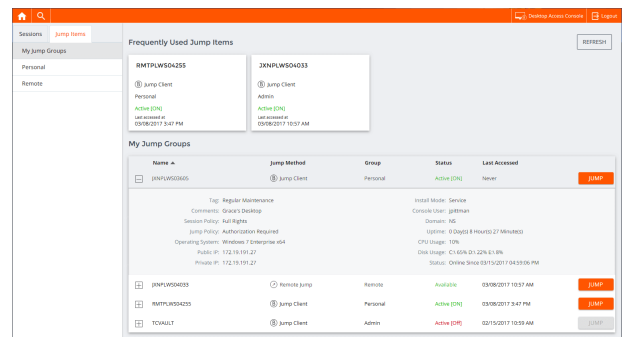 Desktop Access Console Logout
Sessions Jump Items
My Jump Groups
Personal
Remote
Frequently Used Jump Items
REFRESH
RMTPLWS04255
Jump Client
Personal
Active [ON]
Last accessed at
03/08/2017 3:47 PM
JXNPLWS04033
Jump Client
Admin
Active [ON]
Last accessed at
03/08/2017 10:57 AM
My Jump Groups
Name Jump Method Group Status Last Accessed
JXNPLWS03605 Jump Client Personal Active [ON] Never JUMP
Tag: Regular Maintenance Install Mode: Service
Comments: Grace's Desktop Console User: jpittman
Session Policy: Full Rights Domain: NS
Jump Policy: Authorization Required Uptime: 0 Day(s) 8 Hour(s) 27 Minute(s)
Operating System: Windows 7 Enterprise x64 CPU Usage: 10%
Public IP: 172.19.191.27 Disk Usage: C:\ 65% D:\ 22% E:\ 8%
Private IP: 172.19.191.27 Status: Online Since 03/15/2017 04:59:06 PM
JXNPLWS04033 Remote Jump Remote Available 03/08/2017 10:57 AM JUMP
RMTPLWS04255 Jump Client Personal Active [ON] 03/08/2017 3:47 PM JUMP
TCVAULT Jump Client Admin Active [Off] 02/15/2017 10:59 AM JUMP